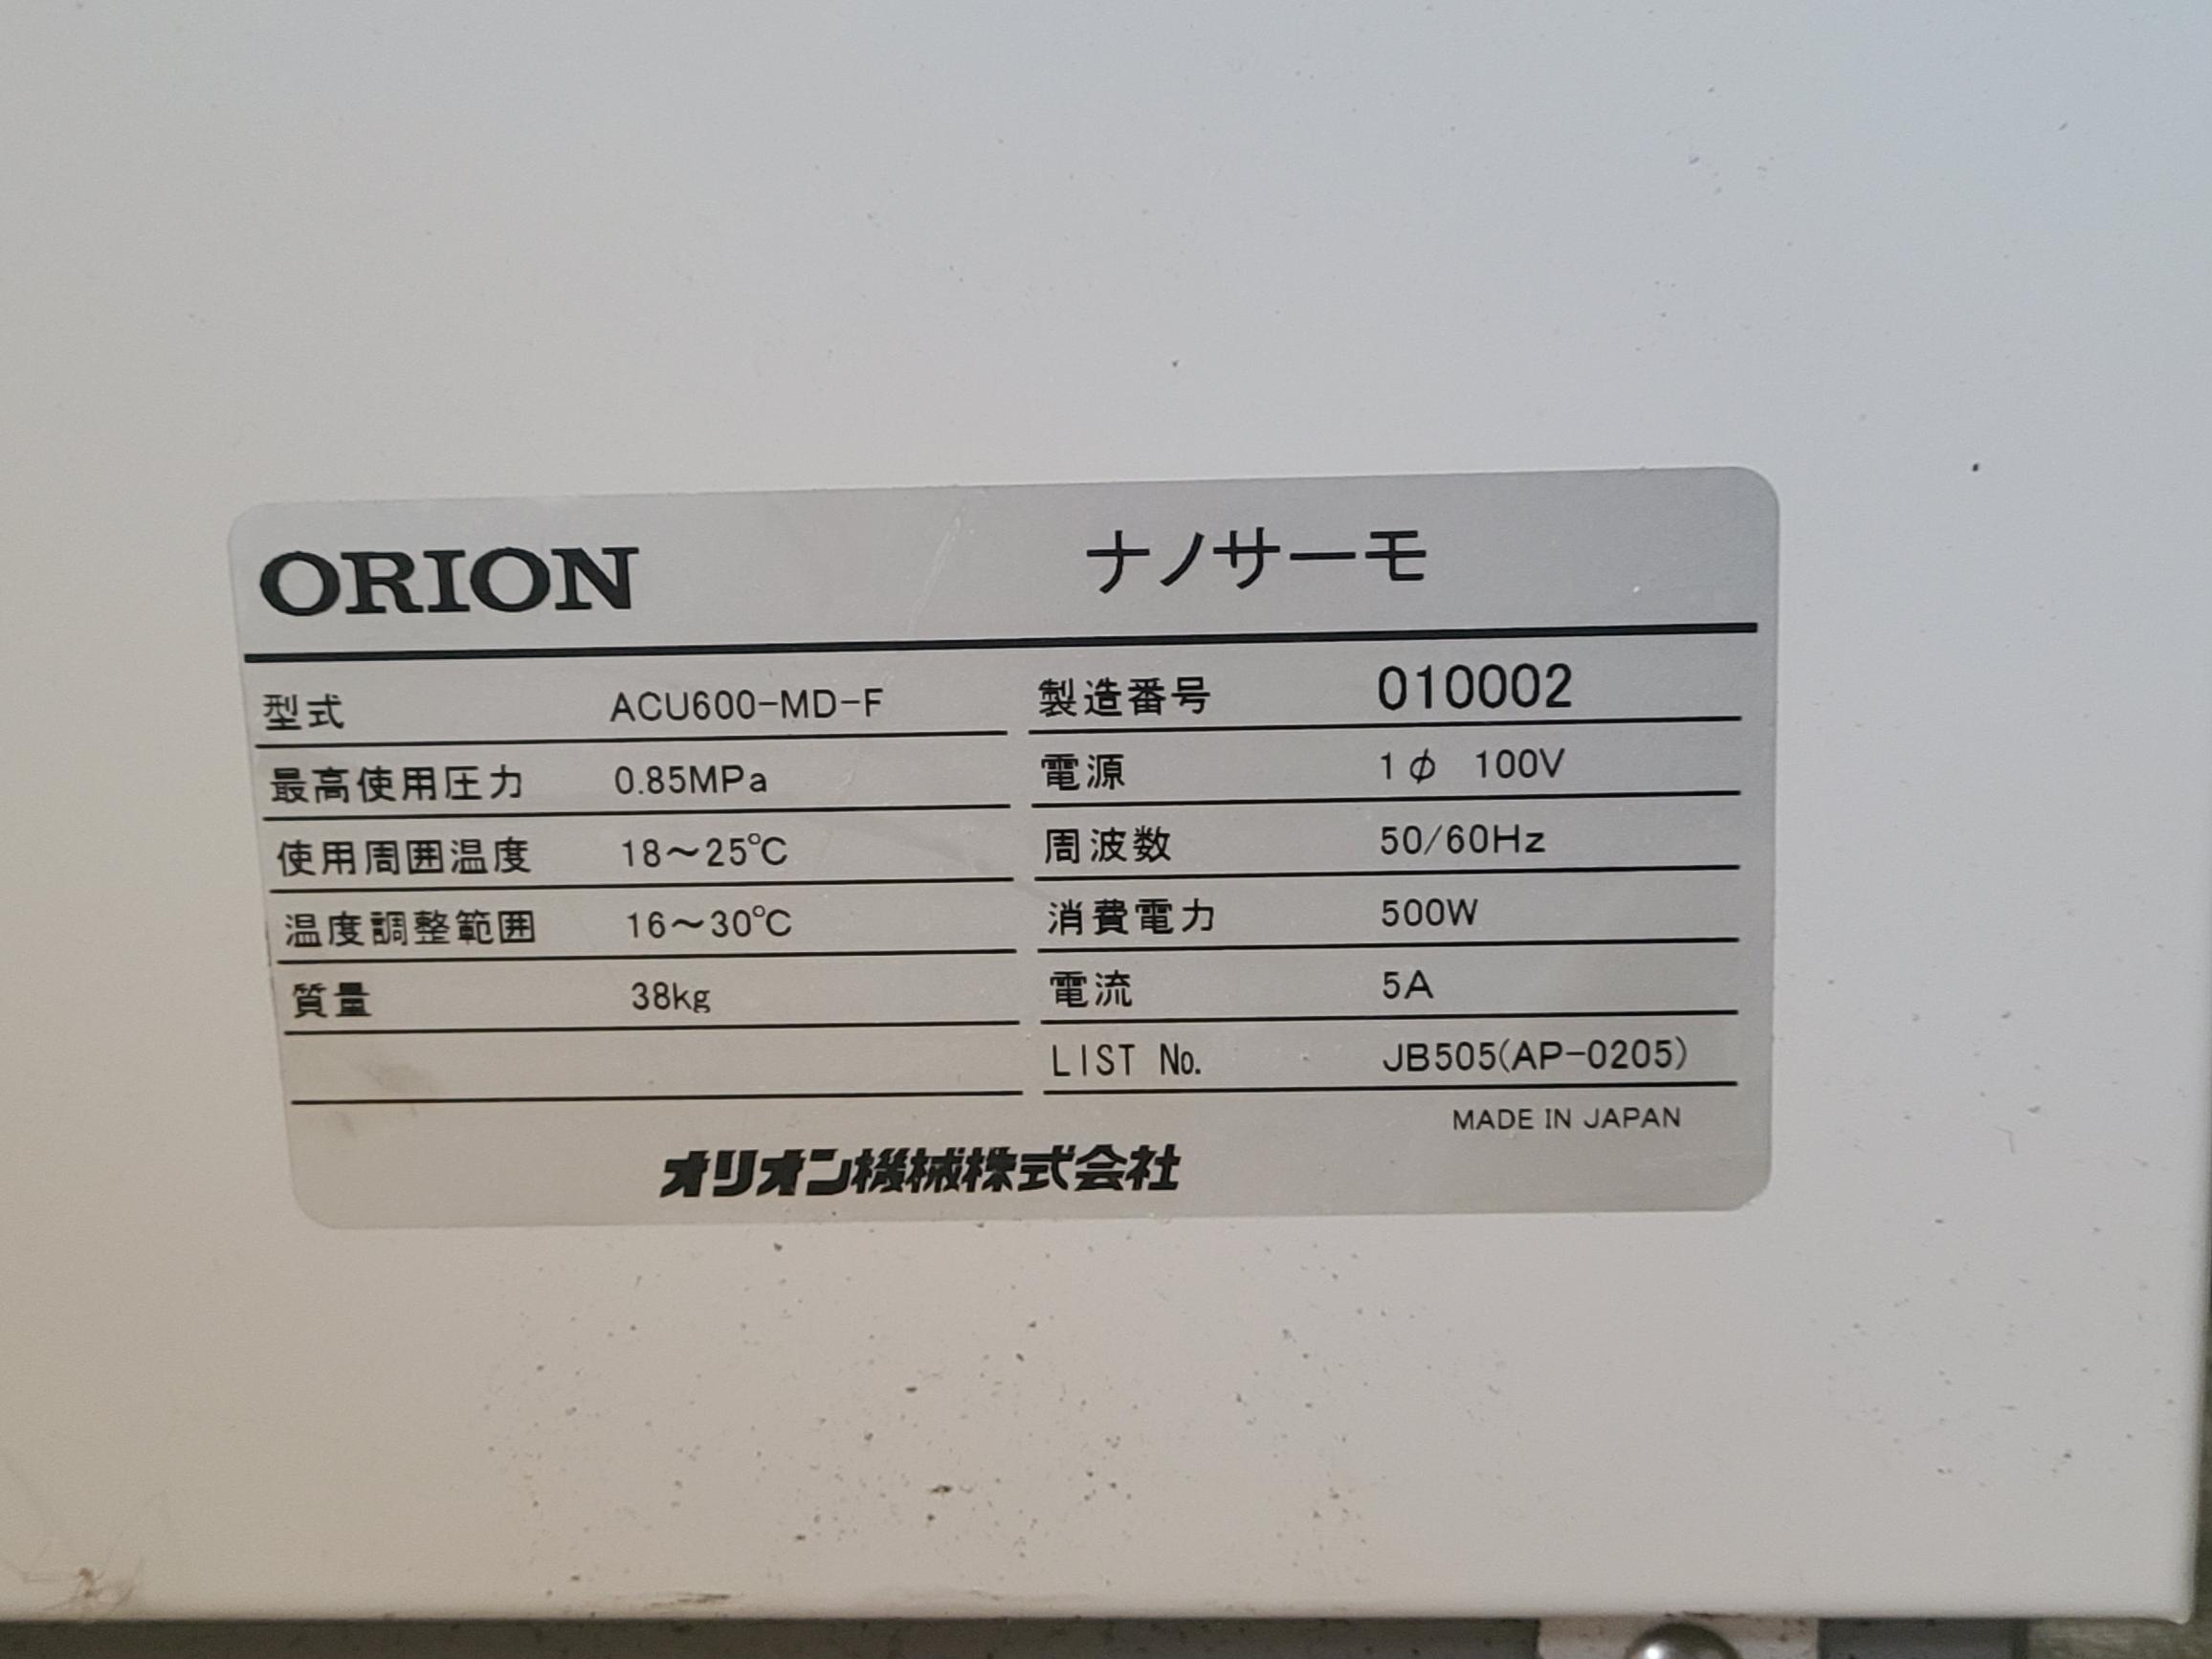 ORION ナノサーモ
型式 ACU600-MD-F 製造番号 010002
最高使用圧力 0.85MPa 電源 1φ 100V
使用周囲温度 18～25℃ 周波数 50/60Hz
温度調整範囲 16～30℃ 消費電力 500W
質量 38kg 電流 5A
LIST No. JB505(AP-0205)
MADE IN JAPAN
オリオン機械株式会社